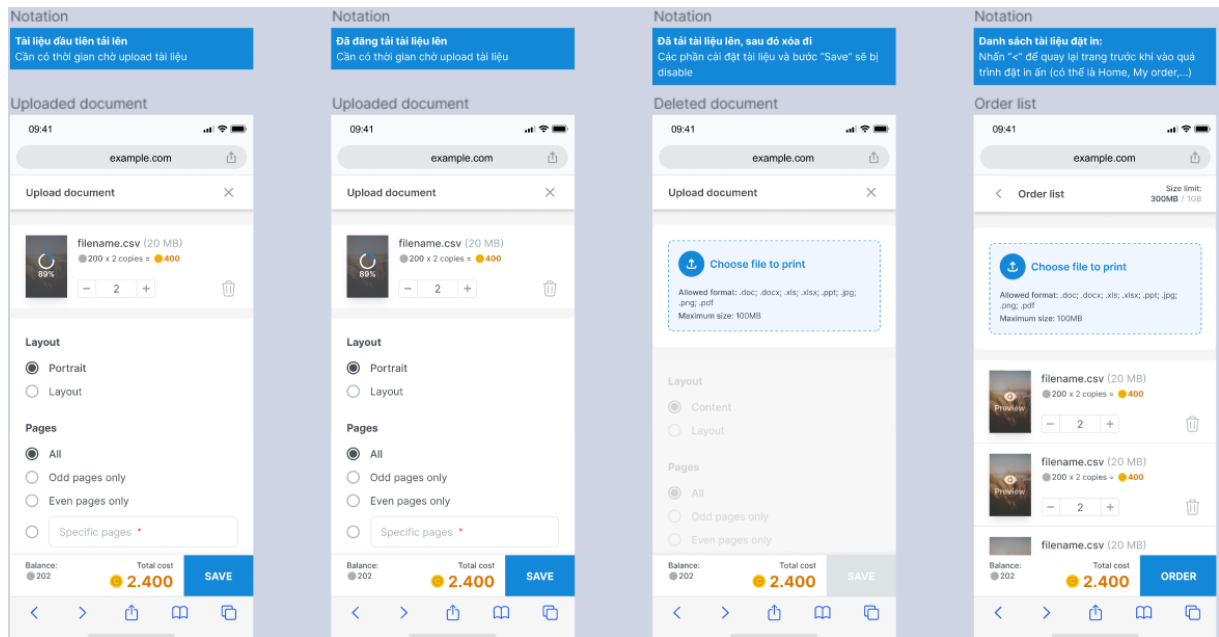 Notation
Tài liệu đầu tiên tải lên
Cần có thời gian chờ upload tài liệu
Uploaded document
09:41
example.com
Upload document
89%
filename.csv (20 MB)
200 x 2 copies = 400
− 2 +
Layout
Portrait
Layout
Pages
All
Odd pages only
Even pages only
Specific pages *
Balance:
202
Total cost
2.400
SAVE
Notation
Đã đăng tải tài liệu lên
Cần có thời gian chờ upload tài liệu
Uploaded document
09:41
example.com
Upload document
89%
filename.csv (20 MB)
200 x 2 copies = 400
− 2 +
Layout
Portrait
Layout
Pages
All
Odd pages only
Even pages only
Specific pages *
Balance:
202
Total cost
2.400
SAVE
Notation
Đã tải tài liệu lên, sau đó xóa đi
Các phần cài đặt tài liệu và bước "Save" sẽ bị
disable
Deleted document
09:41
example.com
Upload document
Choose file to print
Allowed format: .doc; .docx; .xls; .xlsx; .ppt; .jpg;
.png; .pdf
Maximum size: 100MB
Layout
Content
Layout
Pages
All
Odd pages only
Even pages only
Balance:
202
Total cost
2.400
SAVE
Notation
Danh sách tài liệu đặt in:
Nhấn "<" để quay lại trang trước khi vào quá
trình đặt in ấn (có thể là Home, My order,...)
Order list
09:41
example.com
Order list
Size limit:
300MB / 1GB
Choose file to print
Allowed format: .doc; .docx; .xls; .xlsx; .ppt; .jpg;
.png; .pdf
Maximum size: 100MB
Preview
filename.csv (20 MB)
200 x 2 copies = 400
− 2 +
Preview
filename.csv (20 MB)
200 x 2 copies = 400
− 2 +
filename.csv (20 MB)
Balance:
202
Total cost
2.400
ORDER